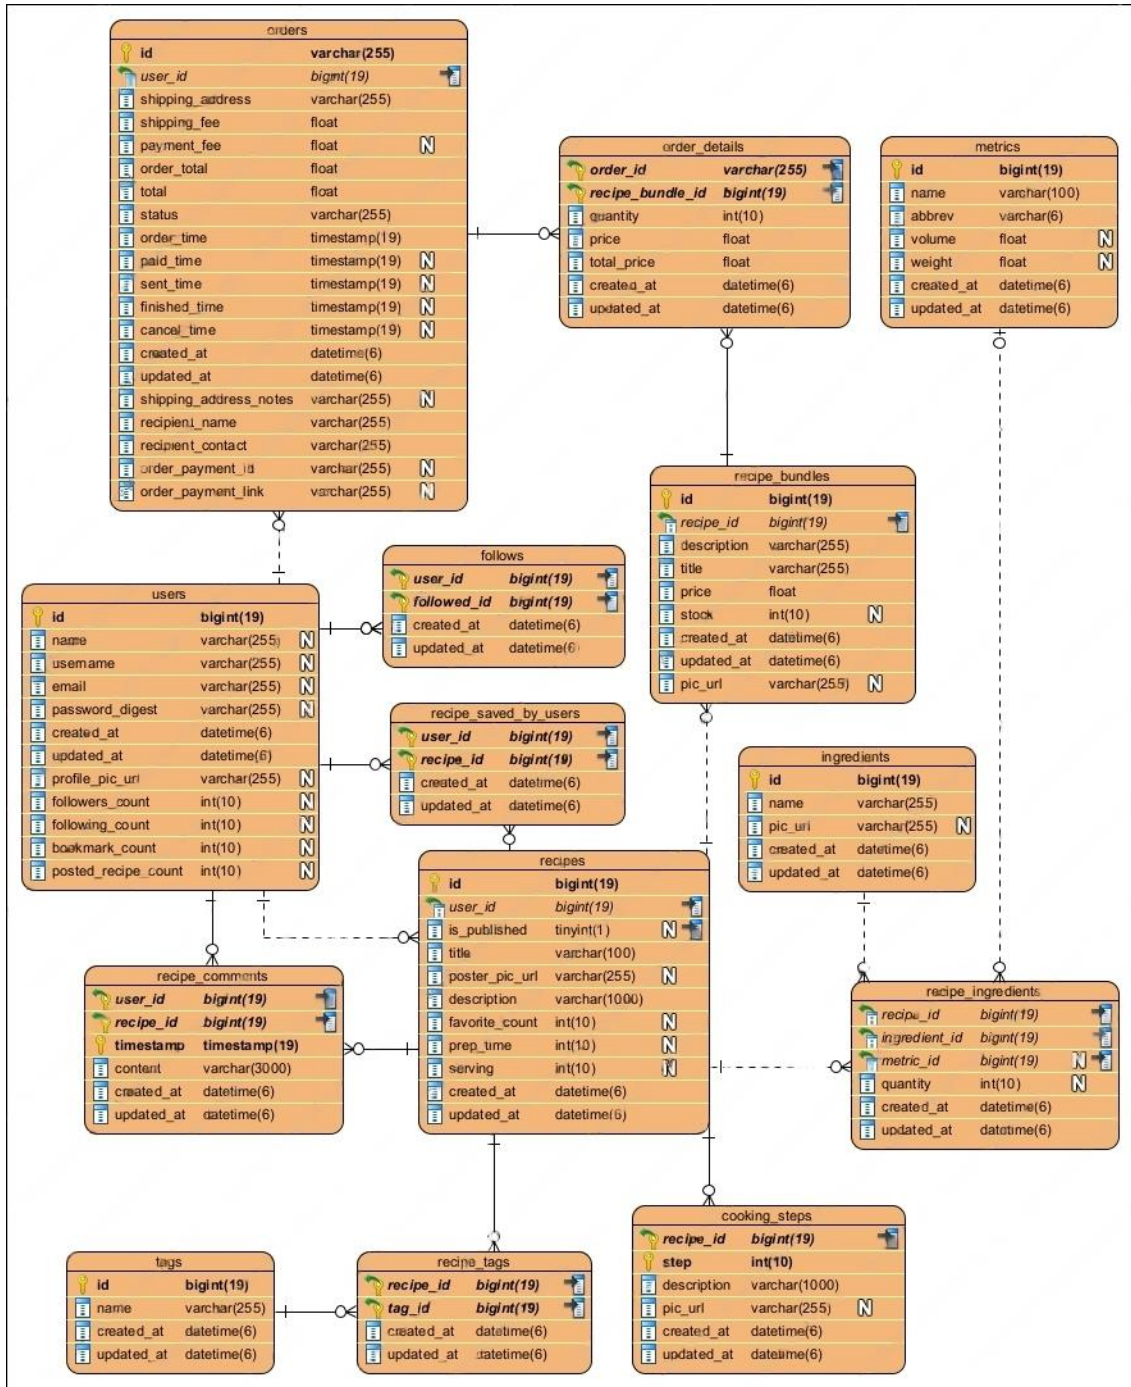 orders
id varchar(255)
user_id bigint(19)
shipping_address varchar(255)
shipping_fee float
payment_fee float N
order_total float
total float
status varchar(255)
order_time timestamp(19)
paid_time timestamp(19) N
sent_time timestamp(19) N
finished_time timestamp(19) N
cancel_time timestamp(19) N
created_at datetime(6)
updated_at datetime(6)
shipping_address_notes varchar(255) N
recipient_name varchar(255)
recipient_contact varchar(255)
order_payment_id varchar(255) N
order_payment_link varchar(255) N
order_details
order_id varchar(255)
recipe_bundle_id bigint(19)
quantity int(10)
price float
total_price float
created_at datetime(6)
updated_at datetime(6)
metrics
id bigint(19)
name varchar(100)
abbrev varchar(6)
volume float N
weight float N
created_at datetime(6)
updated_at datetime(6)
recipe_bundles
id bigint(19)
recipe_id bigint(19)
description varchar(255)
title varchar(255)
price float
stock int(10) N
created_at datetime(6)
updated_at datetime(6)
pic_url varchar(255) N
follows
user_id bigint(19)
followed_id bigint(19)
created_at datetime(6)
updated_at datetime(6)
users
id bigint(19)
name varchar(255) N
username varchar(255) N
email varchar(255) N
password_digest varchar(255) N
created_at datetime(6)
updated_at datetime(6)
profile_pic_url varchar(255) N
followers_count int(10) N
following_count int(10) N
bookmark_count int(10) N
posted_recipe_count int(10) N
recipe_saved_by_users
user_id bigint(19)
recipe_id bigint(19)
created_at datetime(6)
updated_at datetime(6)
ingredients
id bigint(19)
name varchar(255)
pic_url varchar(255) N
created_at datetime(6)
updated_at datetime(6)
recipes
id bigint(19)
user_id bigint(19)
is_published tinyint(1) N
title varchar(100)
poster_pic_url varchar(255) N
description varchar(1000)
favorite_count int(10) N
prep_time int(10) N
serving int(10) N
created_at datetime(6)
updated_at datetime(6)
recipe_comments
user_id bigint(19)
recipe_id bigint(19)
timestamp timestamp(19)
content varchar(3000)
created_at datetime(6)
updated_at datetime(6)
recipe_ingredients
recipe_id bigint(19)
ingredient_id bigint(19)
metric_id bigint(19) N
quantity int(10) N
created_at datetime(6)
updated_at datetime(6)
cooking_steps
recipe_id bigint(19)
step int(10)
description varchar(1000)
pic_url varchar(255) N
created_at datetime(6)
updated_at datetime(6)
tags
id bigint(19)
name varchar(255)
created_at datetime(6)
updated_at datetime(6)
recipe_tags
recipe_id bigint(19)
tag_id bigint(19)
created_at datetime(6)
updated_at datetime(6)